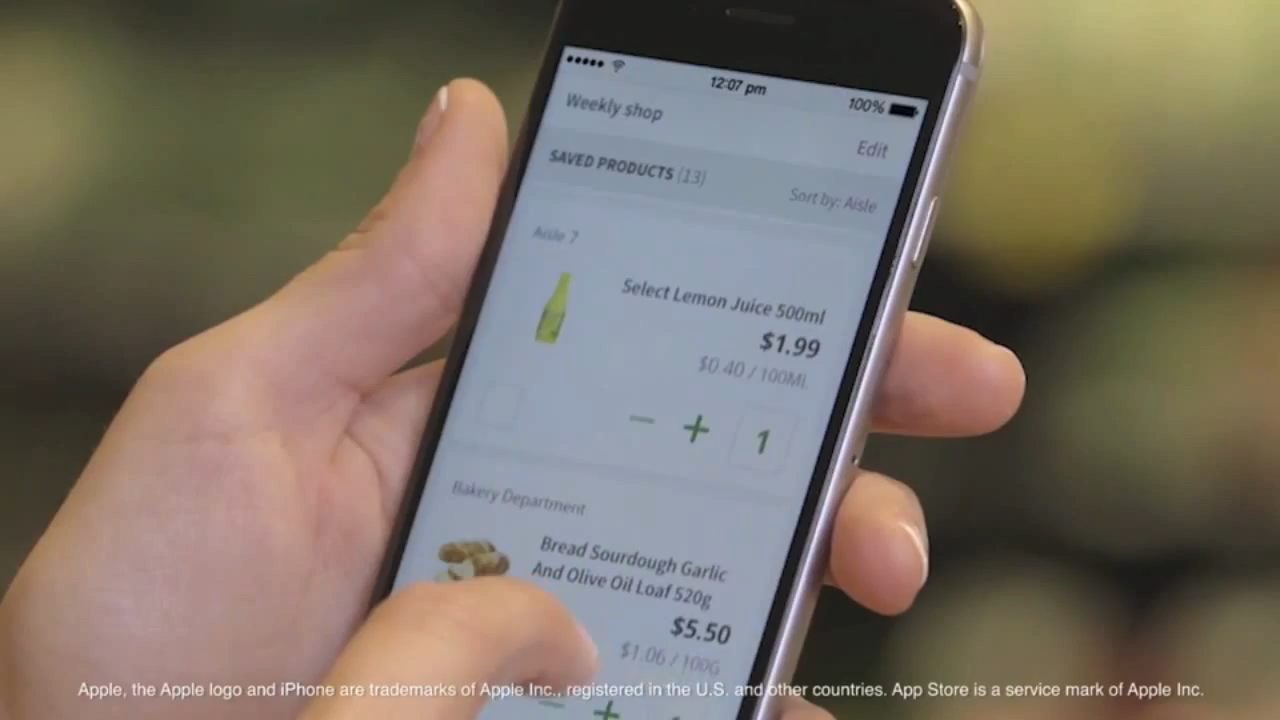 12:07 pm
100%
Weekly shop
Edit
SAVED PRODUCTS (13)
Sort by: Aisle
Aisle 7
Select Lemon Juice 500ml
$1.99
$0.40 / 100ML
1
Bakery Department
Bread Sourdough Garlic
And Olive Oil Loaf 520g
$5.50
$1.06 / 100G
Apple, the Apple logo and iPhone are trademarks of Apple Inc., registered in the U.S. and other countries. App Store is a service mark of Apple Inc.